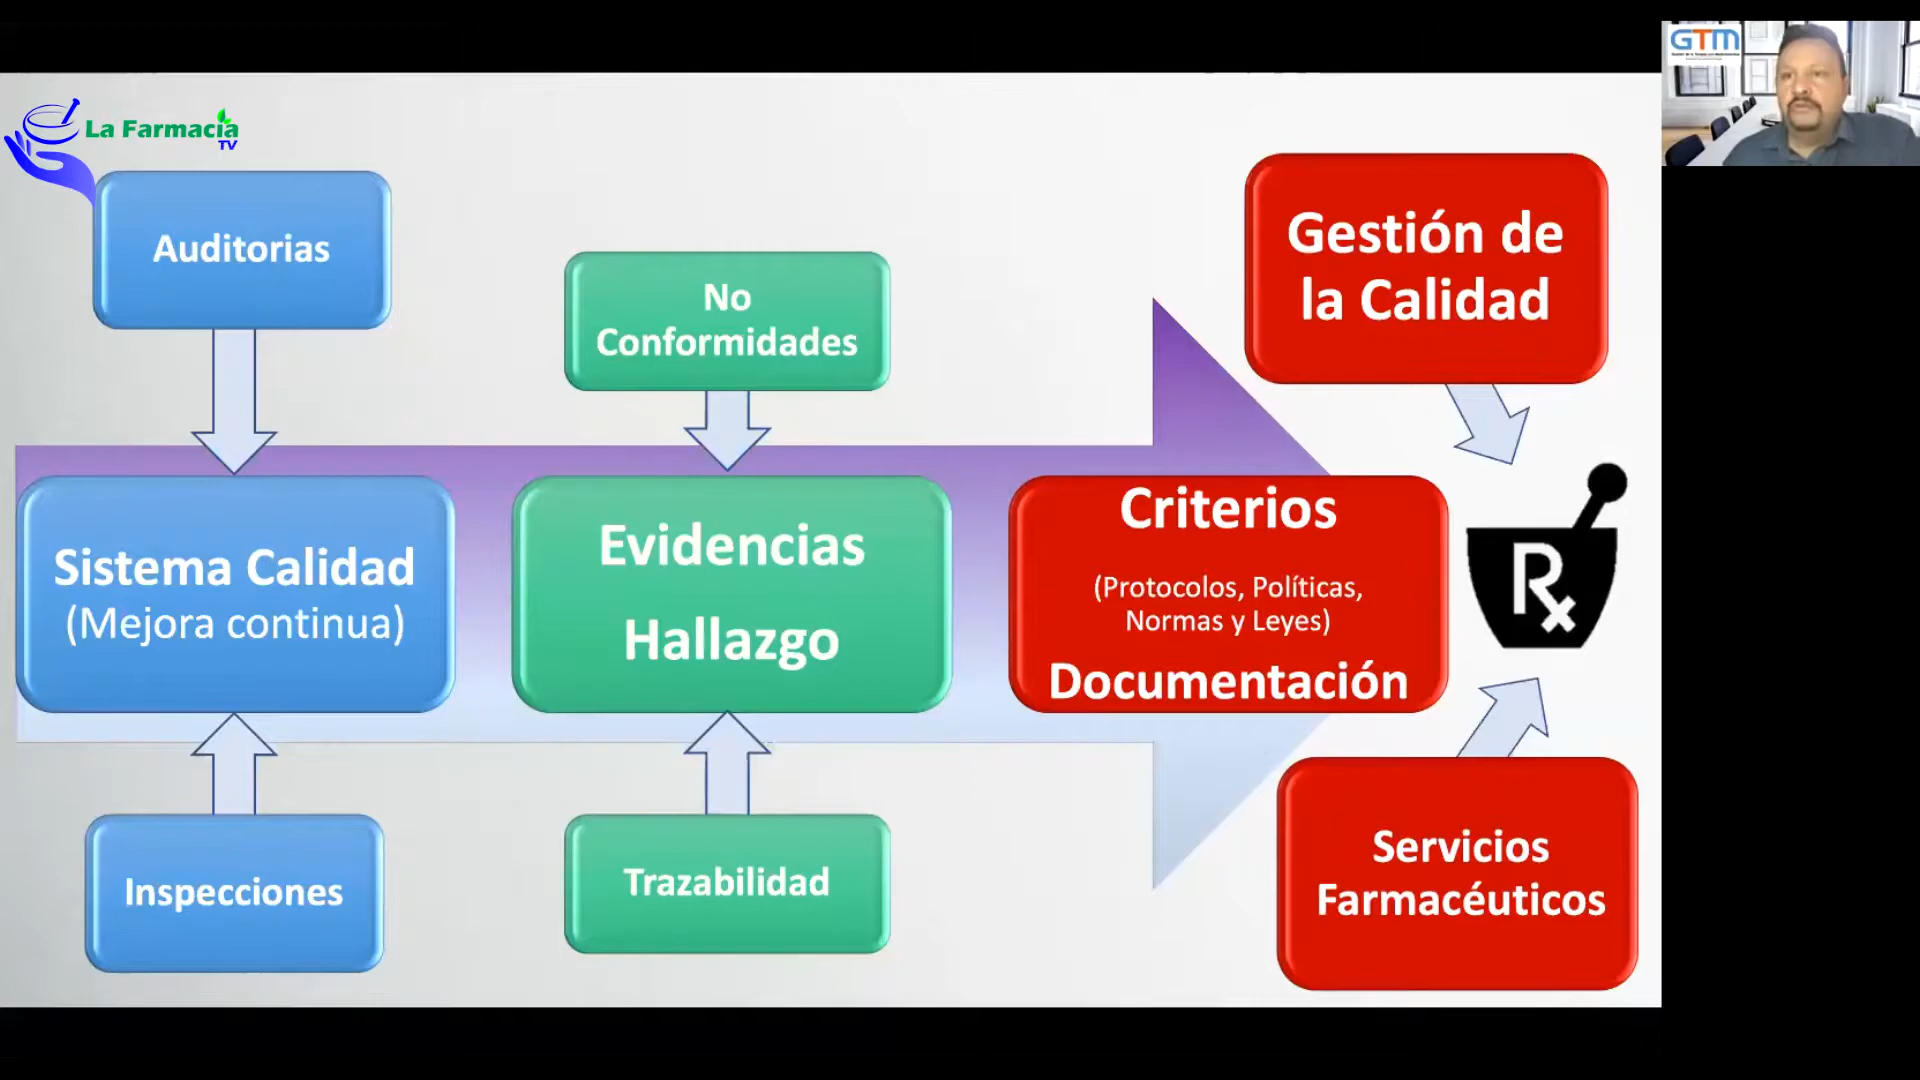 La Farmacia
TV
GTM
Auditorias
No
Conformidades
Gestión de
la Calidad
Sistema Calidad
(Mejora continua)
Evidencias
Hallazgo
Criterios
(Protocolos, Políticas,
Normas y Leyes)
Documentación
Rx
Inspecciones
Trazabilidad
Servicios
Farmacéuticos